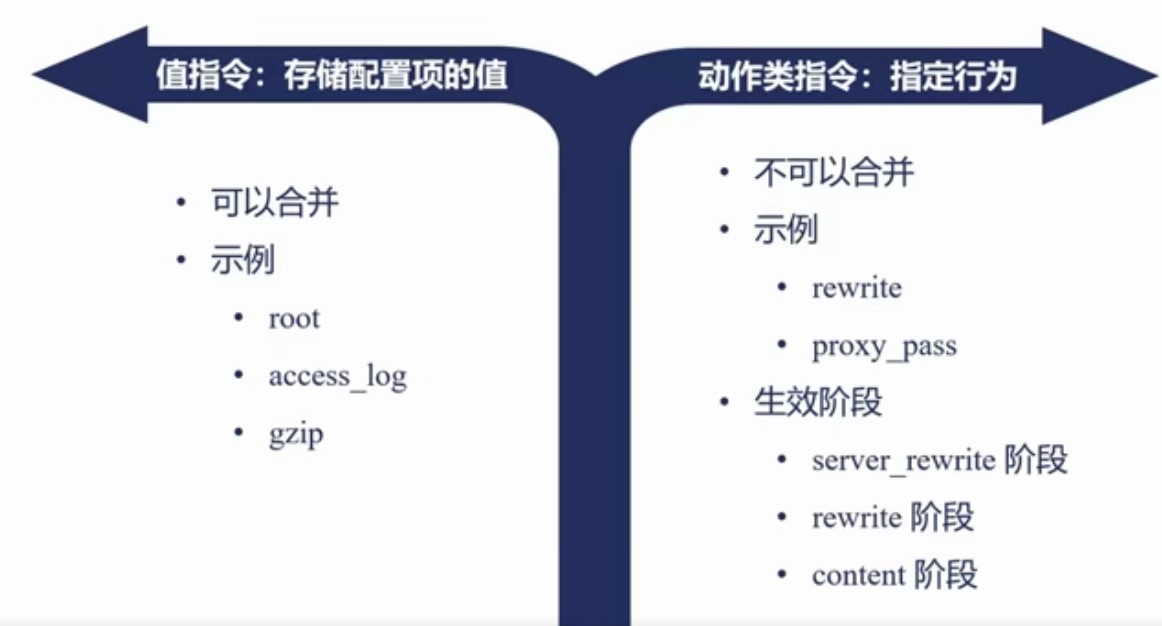 值指令：存储配置项的值
• 可以合并
• 示例
• root
• access_log
• gzip
动作类指令：指定行为
• 不可以合并
• 示例
• rewrite
• proxy_pass
• 生效阶段
• server_rewrite 阶段
• rewrite 阶段
• content 阶段